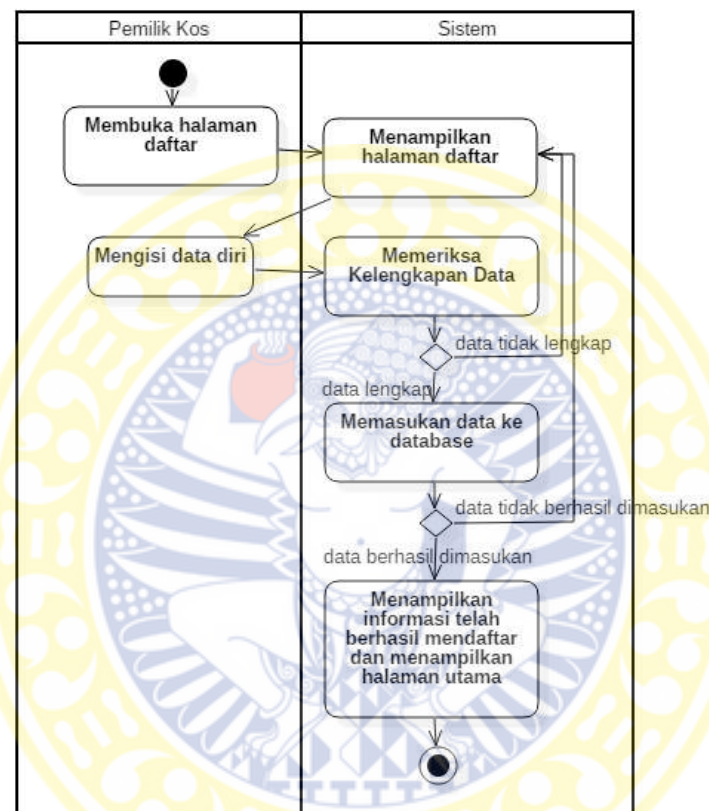 Pemilik Kos
Sistem
Membuka halaman
daftar
Menampilkan
halaman daftar
Mengisi data diri
Memeriksa
Kelengkapan Data
data tidak lengkap
data lengkap
Memasukan data ke
database
data tidak berhasil dimasukan
data berhasil dimasukan
Menampilkan
informasi telah
berhasil mendaftar
dan menampilkan
halaman utama